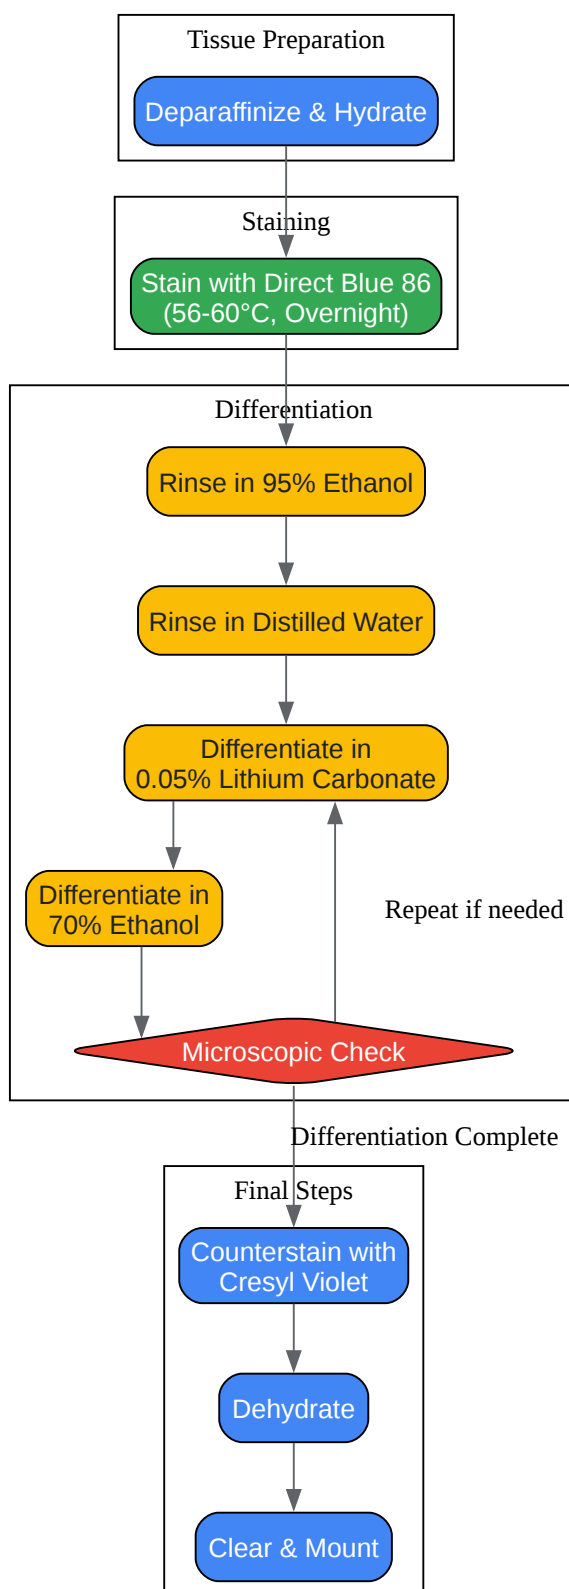 Tissue Preparation
Deparaffinize & Hydrate
Staining
Stain with Direct Blue 86
(56-60°C, Overnight)
Differentiation
Rinse in 95% Ethanol
Rinse in Distilled Water
Differentiate in
0.05% Lithium Carbonate
Differentiate in
70% Ethanol
Repeat if needed
Microscopic Check
Differentiation Complete
Final Steps
Counterstain with
Cresyl Violet
Dehydrate
Clear & Mount